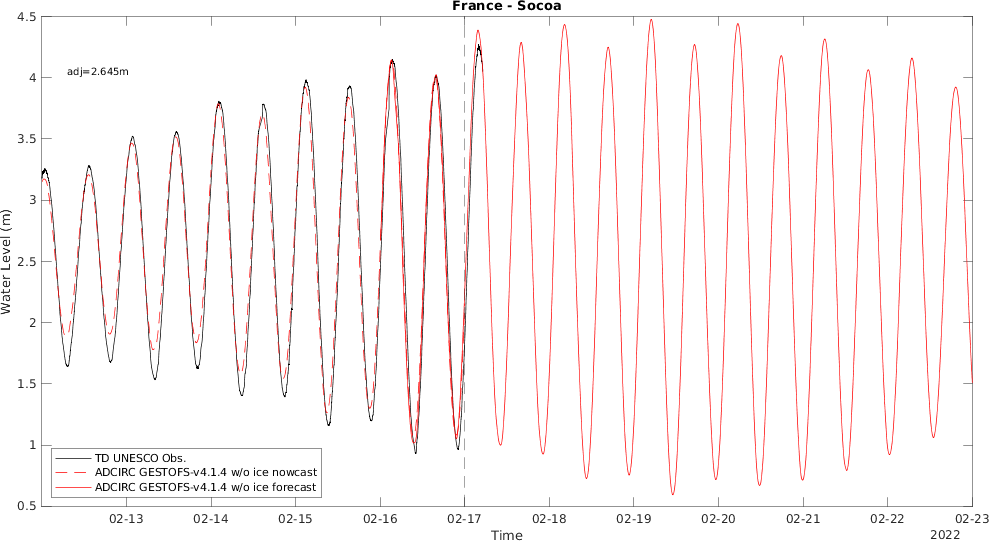 France - Socoa
4.5
4
3.5
3
2.5
2
1.5
1
0.5
Water Level (m)
adj=2.645m
TD UNESCO Obs.
ADCIRC GESTOFS-v4.1.4 w/o ice nowcast
ADCIRC GESTOFS-v4.1.4 w/o ice forecast
02-13 02-14 02-15 02-16 02-17 02-18 02-19 02-20 02-21 02-22 02-23
Time
2022